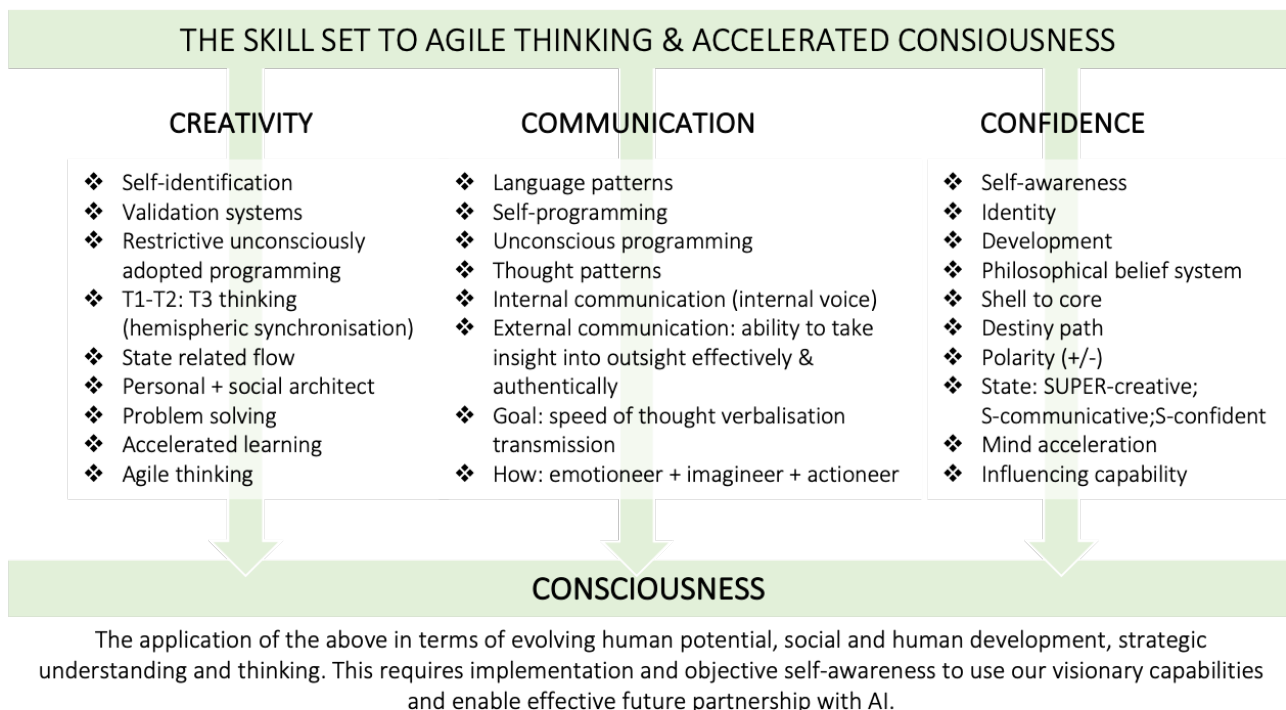 THE SKILL SET TO AGILE THINKING & ACCELERATED CONSIOUSNESS
CREATIVITY
❖ Self-identification
❖ Validation systems
❖ Restrictive unconsciously
adopted programming
❖ T1-T2: T3 thinking
(hemispheric synchronisation)
❖ State related flow
❖ Personal + social architect
❖ Problem solving
❖ Accelerated learning
❖ Agile thinking
COMMUNICATION
❖ Language patterns
❖ Self-programming
❖ Unconscious programming
❖ Thought patterns
❖ Internal communication (internal voice)
❖ External communication: ability to take
insight into outsight effectively &
authentically
❖ Goal: speed of thought verbalisation
transmission
❖ How: emotioneer + imagineer + actioneer
CONFIDENCE
❖ Self-awareness
❖ Identity
❖ Development
❖ Philosophical belief system
❖ Shell to core
❖ Destiny path
❖ Polarity (+/-)
❖ State: SUPER-creative;
S-communicative;S-confident
❖ Mind acceleration
❖ Influencing capability
CONSCIOUSNESS
The application of the above in terms of evolving human potential, social and human development, strategic
understanding and thinking. This requires implementation and objective self-awareness to use our visionary capabilities
and enable effective future partnership with AI.